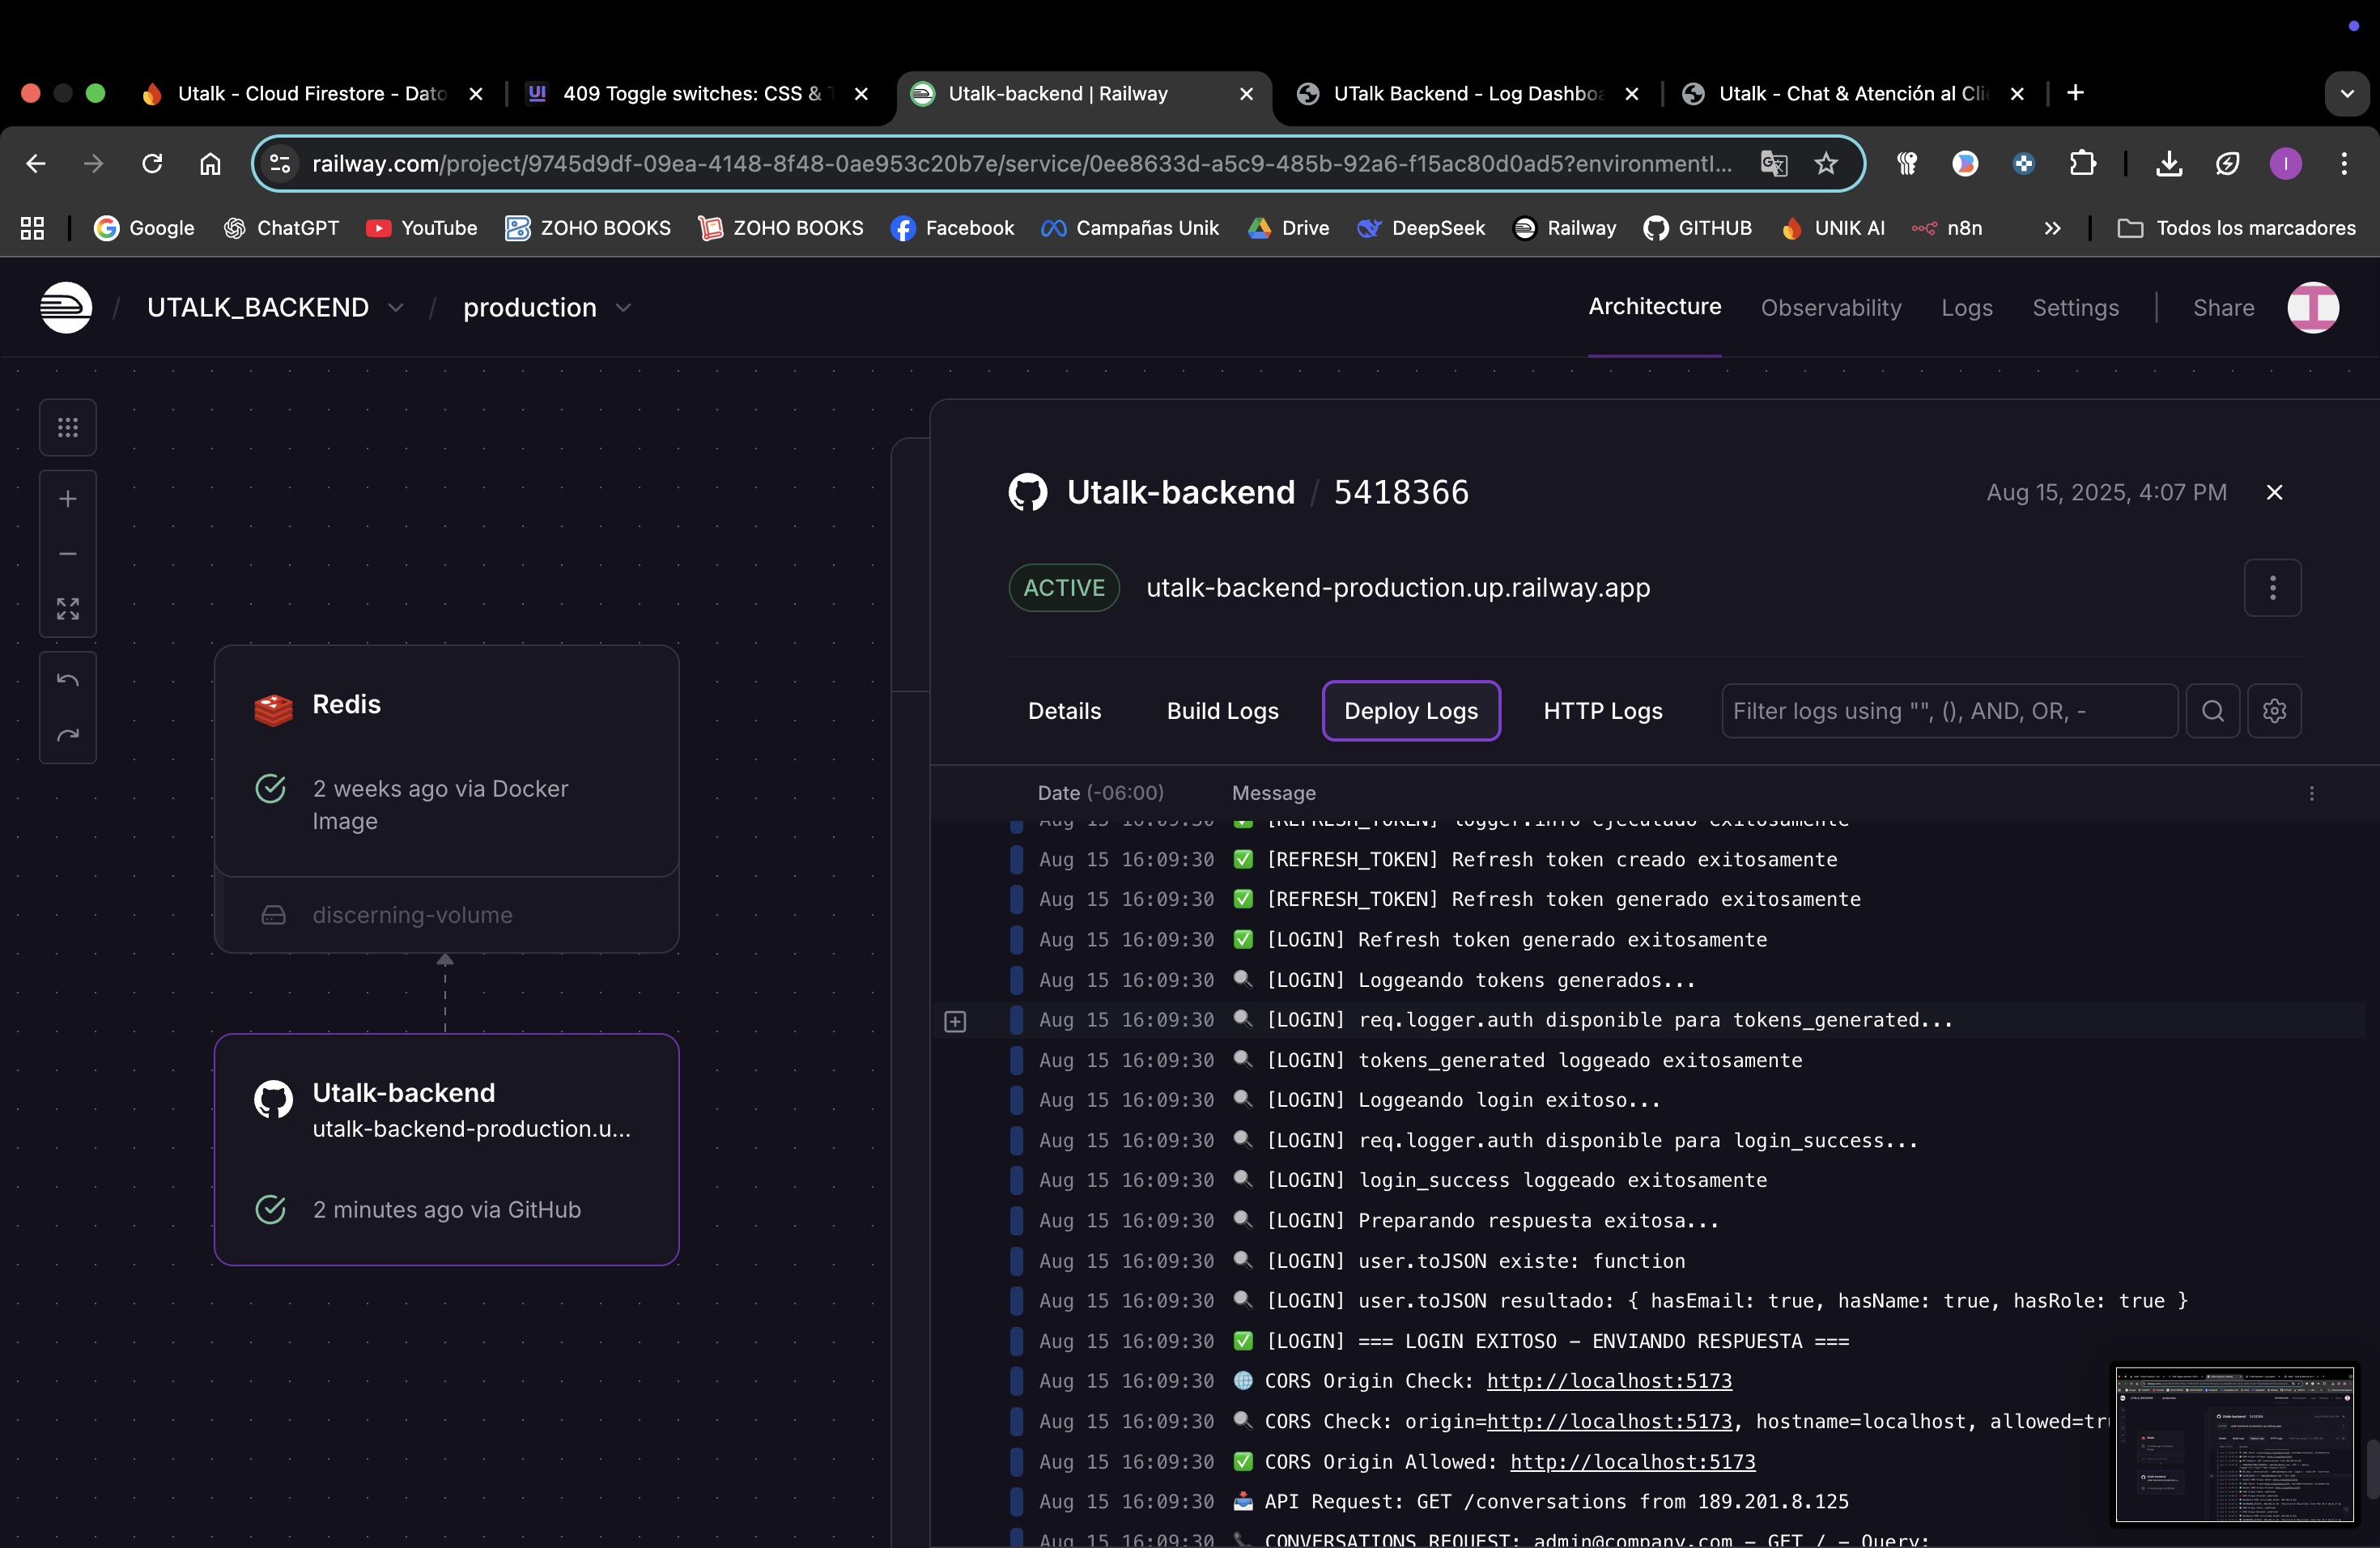 Utalk - Cloud Firestore - Dato
409 Toggle switches: CSS & T
Utalk-backend | Railway
UTalk Backend - Log Dashboa
Utalk - Chat & Atención al Clie
railway.com/project/9745d9df-09ea-4148-8f48-0ae953c20b7e/service/0ee8633d-a5c9-485b-92a6-f15ac80d0ad5?environmentI...
I
Google
ChatGPT
YouTube
ZOHO BOOKS
ZOHO BOOKS
Facebook
Campañas Unik
Drive
DeepSeek
Railway
GITHUB
UNIK AI
n8n
Todos los marcadores
/ UTALK_BACKEND / production
Architecture
Observability
Logs
Settings
Share
Redis
2 weeks ago via Docker
Image
discerning-volume
Utalk-backend
utalk-backend-production.u...
2 minutes ago via GitHub
Utalk-backend / 5418366
Aug 15, 2025, 4:07 PM
ACTIVE
utalk-backend-production.up.railway.app
Details
Build Logs
Deploy Logs
HTTP Logs
Filter logs using "", (), AND, OR, -
Date (-06:00) Message
Aug 15 16:09:30 ✅ [REFRESH_TOKEN] logger.info ejecutado exitosamente
Aug 15 16:09:30 ✅ [REFRESH_TOKEN] Refresh token creado exitosamente
Aug 15 16:09:30 ✅ [REFRESH_TOKEN] Refresh token generado exitosamente
Aug 15 16:09:30 ✅ [LOGIN] Refresh token generado exitosamente
Aug 15 16:09:30 🔍 [LOGIN] Loggeando tokens generados...
Aug 15 16:09:30 🔍 [LOGIN] req.logger.auth disponible para tokens_generated...
Aug 15 16:09:30 🔍 [LOGIN] tokens_generated loggeado exitosamente
Aug 15 16:09:30 🔍 [LOGIN] Loggeando login exitoso...
Aug 15 16:09:30 🔍 [LOGIN] req.logger.auth disponible para login_success...
Aug 15 16:09:30 🔍 [LOGIN] login_success loggeado exitosamente
Aug 15 16:09:30 🔍 [LOGIN] Preparando respuesta exitosa...
Aug 15 16:09:30 🔍 [LOGIN] user.toJSON existe: function
Aug 15 16:09:30 🔍 [LOGIN] user.toJSON resultado: { hasEmail: true, hasName: true, hasRole: true }
Aug 15 16:09:30 ✅ [LOGIN] === LOGIN EXITOSO - ENVIANDO RESPUESTA ===
Aug 15 16:09:30 🌐 CORS Origin Check: http://localhost:5173
Aug 15 16:09:30 🔍 CORS Check: origin=http://localhost:5173, hostname=localhost, allowed=tr
Aug 15 16:09:30 ✅ CORS Origin Allowed: http://localhost:5173
Aug 15 16:09:30 📥 API Request: GET /conversations from 189.201.8.125
Aug 15 16:09:30 📞 CONVERSATIONS REQUEST: admin@company.com - GET / - Query: